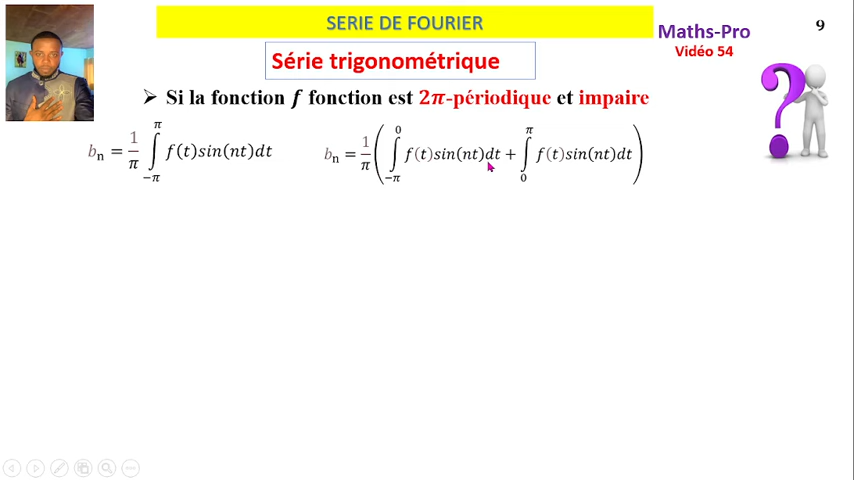 SERIE DE FOURIER
Maths-Pro
Vidéo 54
9
Série trigonométrique
➤ Si la fonction f fonction est 2π-périodique et impaire
bₙ = 1/π ∫_{-π}^{π} f(t)sin(nt)dt
bₙ = 1/π (∫_{-π}^{0} f(t)sin(nt)dt + ∫_{0}^{π} f(t)sin(nt)dt)